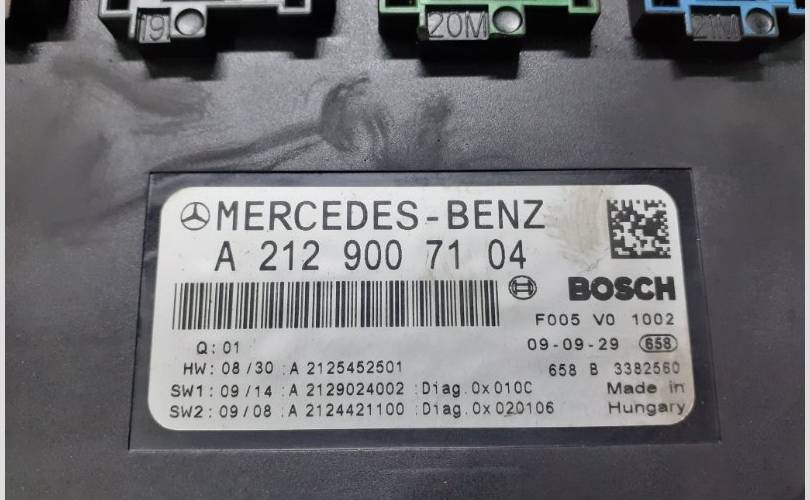 19
20M
21M
MERCEDES-BENZ
A 212 900 71 04
BOSCH
F005 V0 1002
Q: 01
09-09-29 658
HW: 08/30 :A 2125452501
658 B 3382560
SW1: 09/14 :A 2129024002 :Diag.0x010C
Made in
SW2: 09/08 :A 2124421100 :Diag.0x020106
Hungary